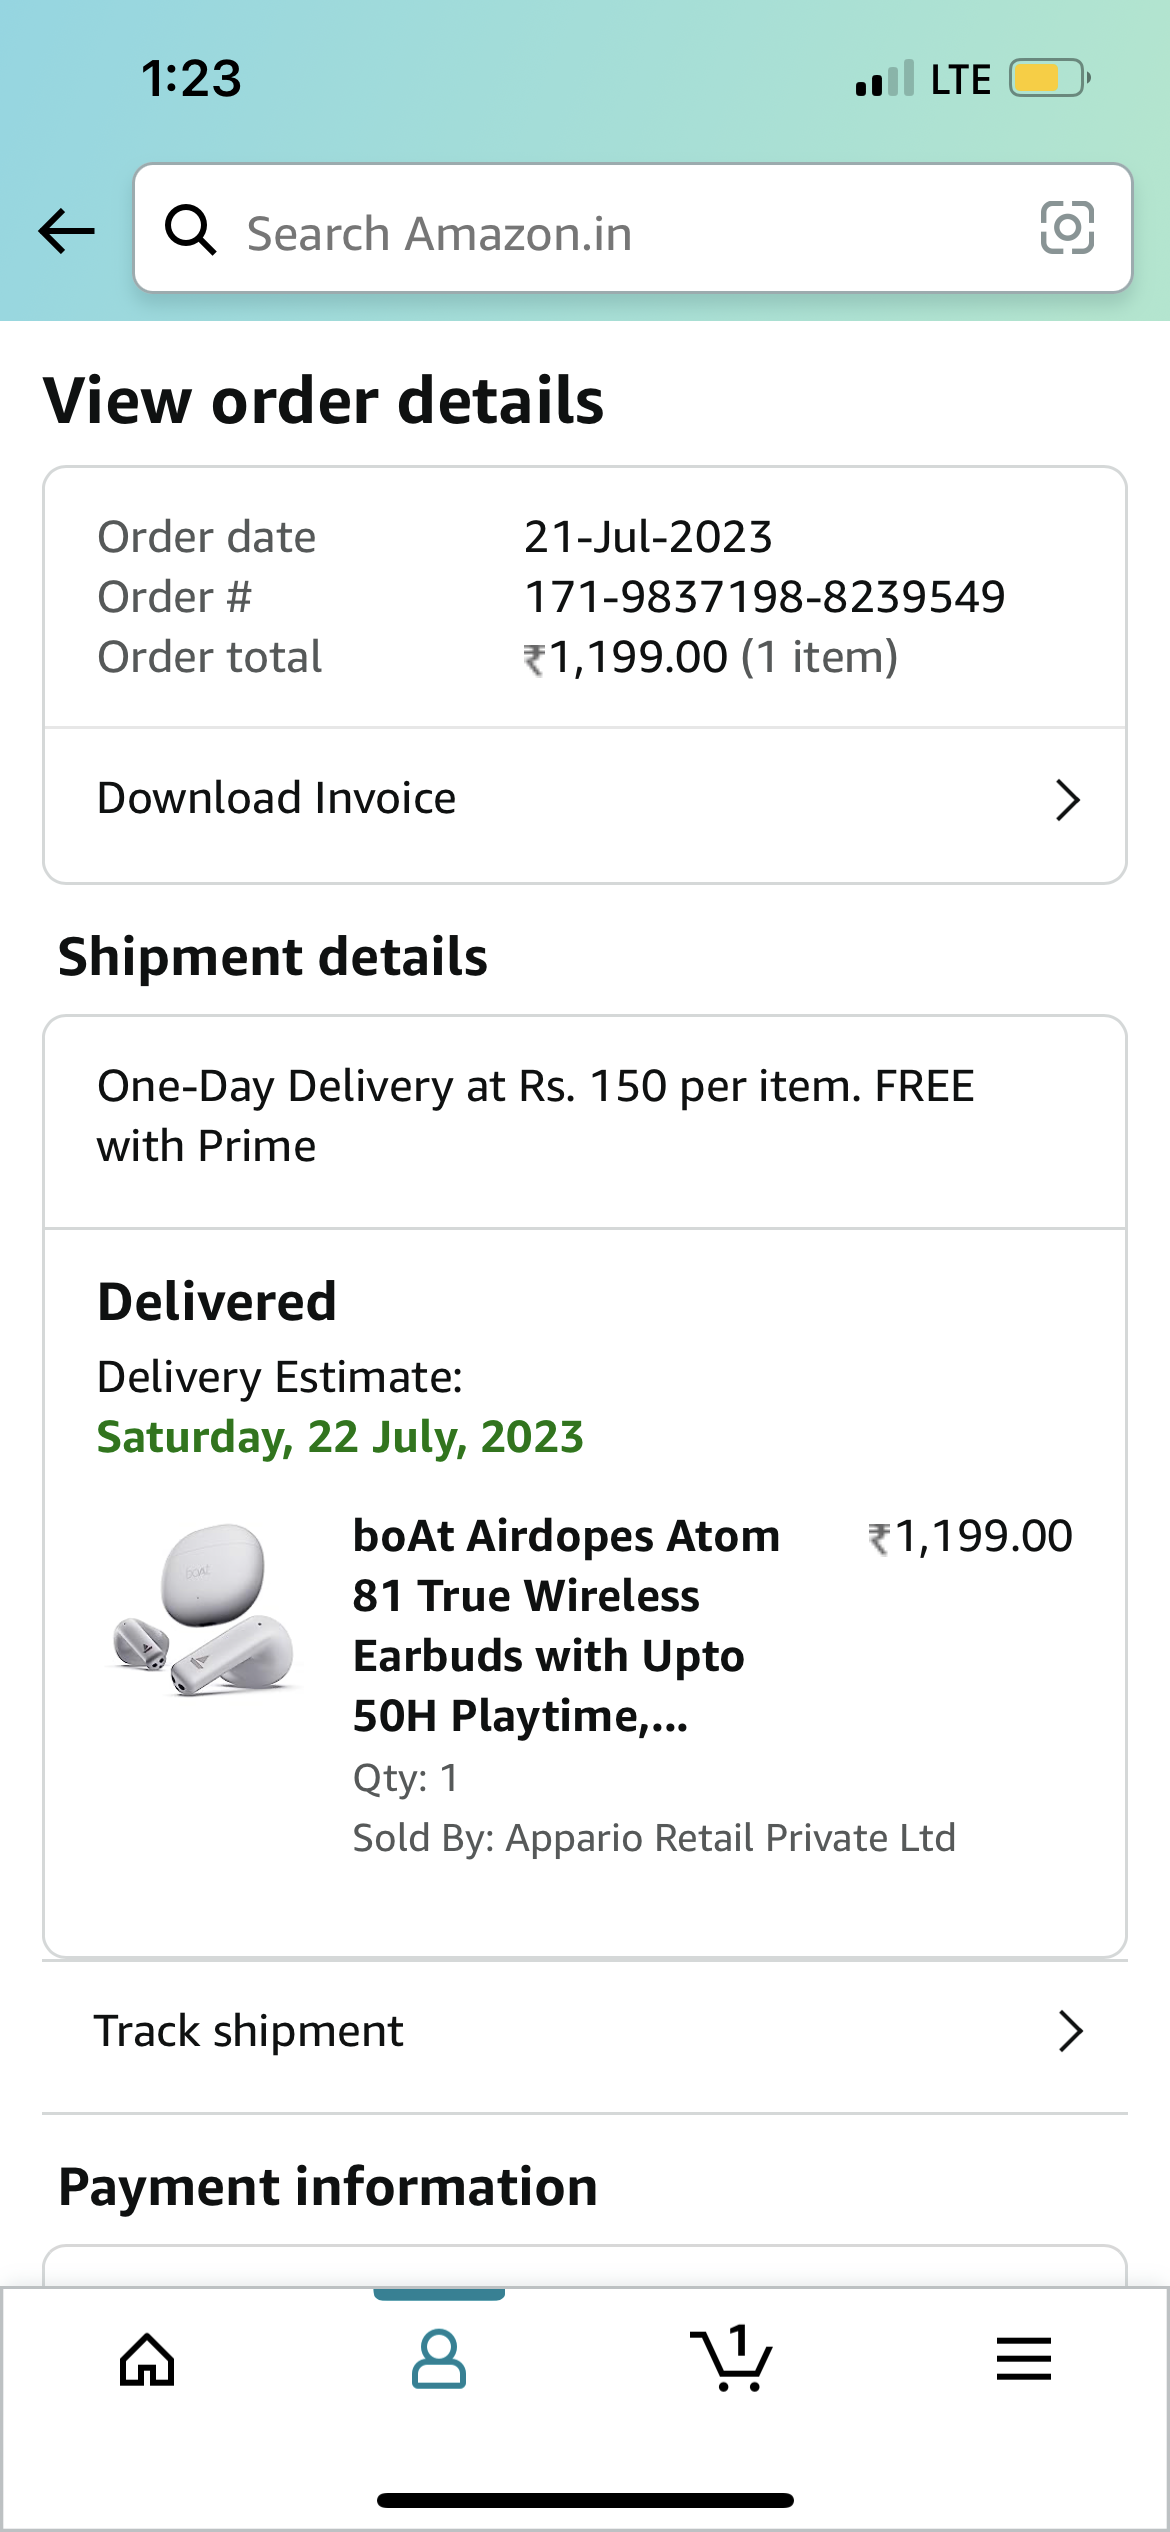 1:23
LTE
Search Amazon.in
View order details
Order date 21-Jul-2023
Order # 171-9837198-8239549
Order total ₹1,199.00 (1 item)
Download Invoice
Shipment details
One-Day Delivery at Rs. 150 per item. FREE
with Prime
Delivered
Delivery Estimate:
Saturday, 22 July, 2023
boAt Airdopes Atom ₹1,199.00
81 True Wireless
Earbuds with Upto
50H Playtime,...
Qty: 1
Sold By: Appario Retail Private Ltd
boAt
Track shipment
Payment information
1